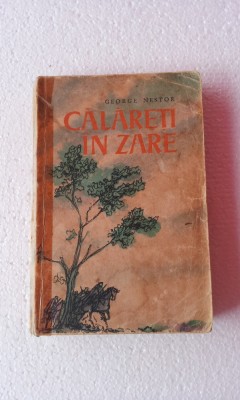 GEORGE NESTOR
CĂLĂREȚI
ÎN ZARE